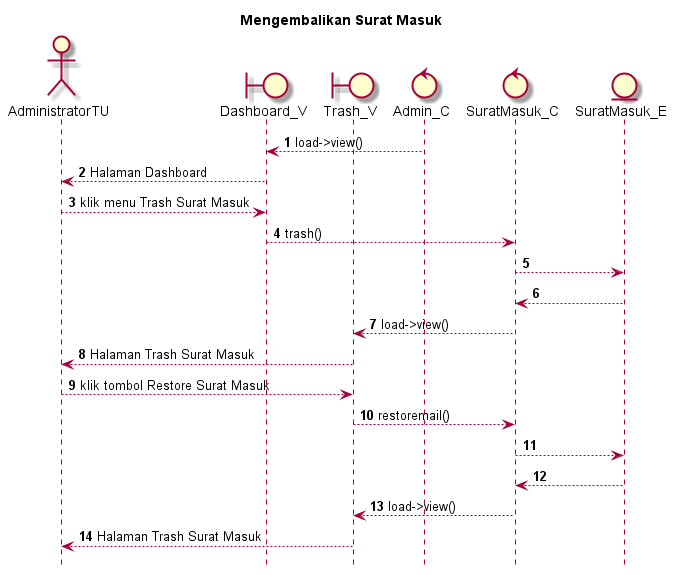 Mengembalikan Surat Masuk
AdministratorTU
Dashboard_V
Trash_V
Admin_C
SuratMasuk_C
SuratMasuk_E
1 load->view()
2 Halaman Dashboard
3 klik menu Trash Surat Masuk
4 trash()
5
6
7 load->view()
8 Halaman Trash Surat Masuk
9 klik tombol Restore Surat Masuk
10 restoremail()
11
12
13 load->view()
14 Halaman Trash Surat Masuk